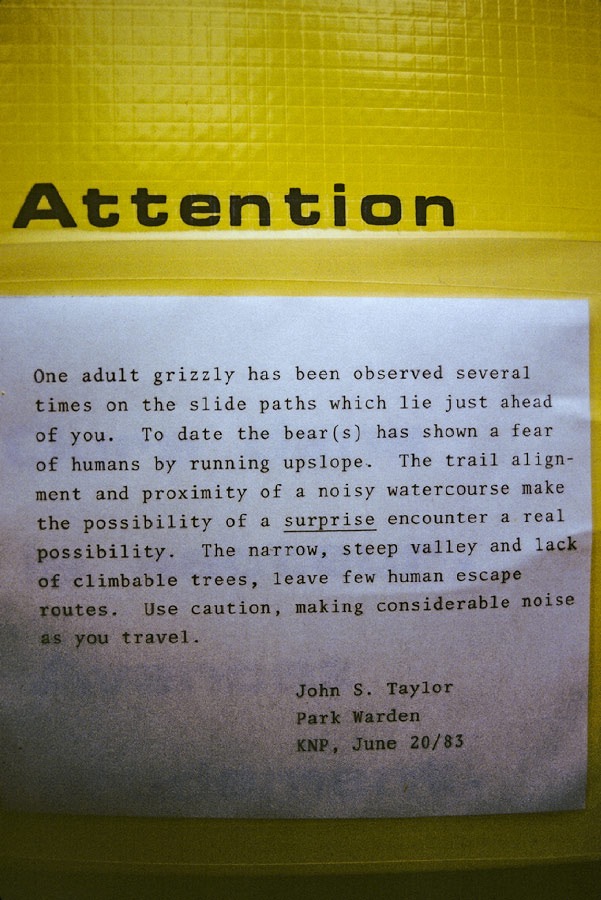 Attention
One adult grizzly has been observed several
times on the slide paths which lie just ahead
of you.  To date the bear(s) has shown a fear
of humans by running upslope.  The trail align-
ment and proximity of a noisy watercourse make
the possibility of a surprise encounter a real
possibility.  The narrow, steep valley and lack
of climbable trees, leave few human escape
routes.  Use caution, making considerable noise
as you travel.
John S. Taylor
Park Warden
KNP, June 20/83